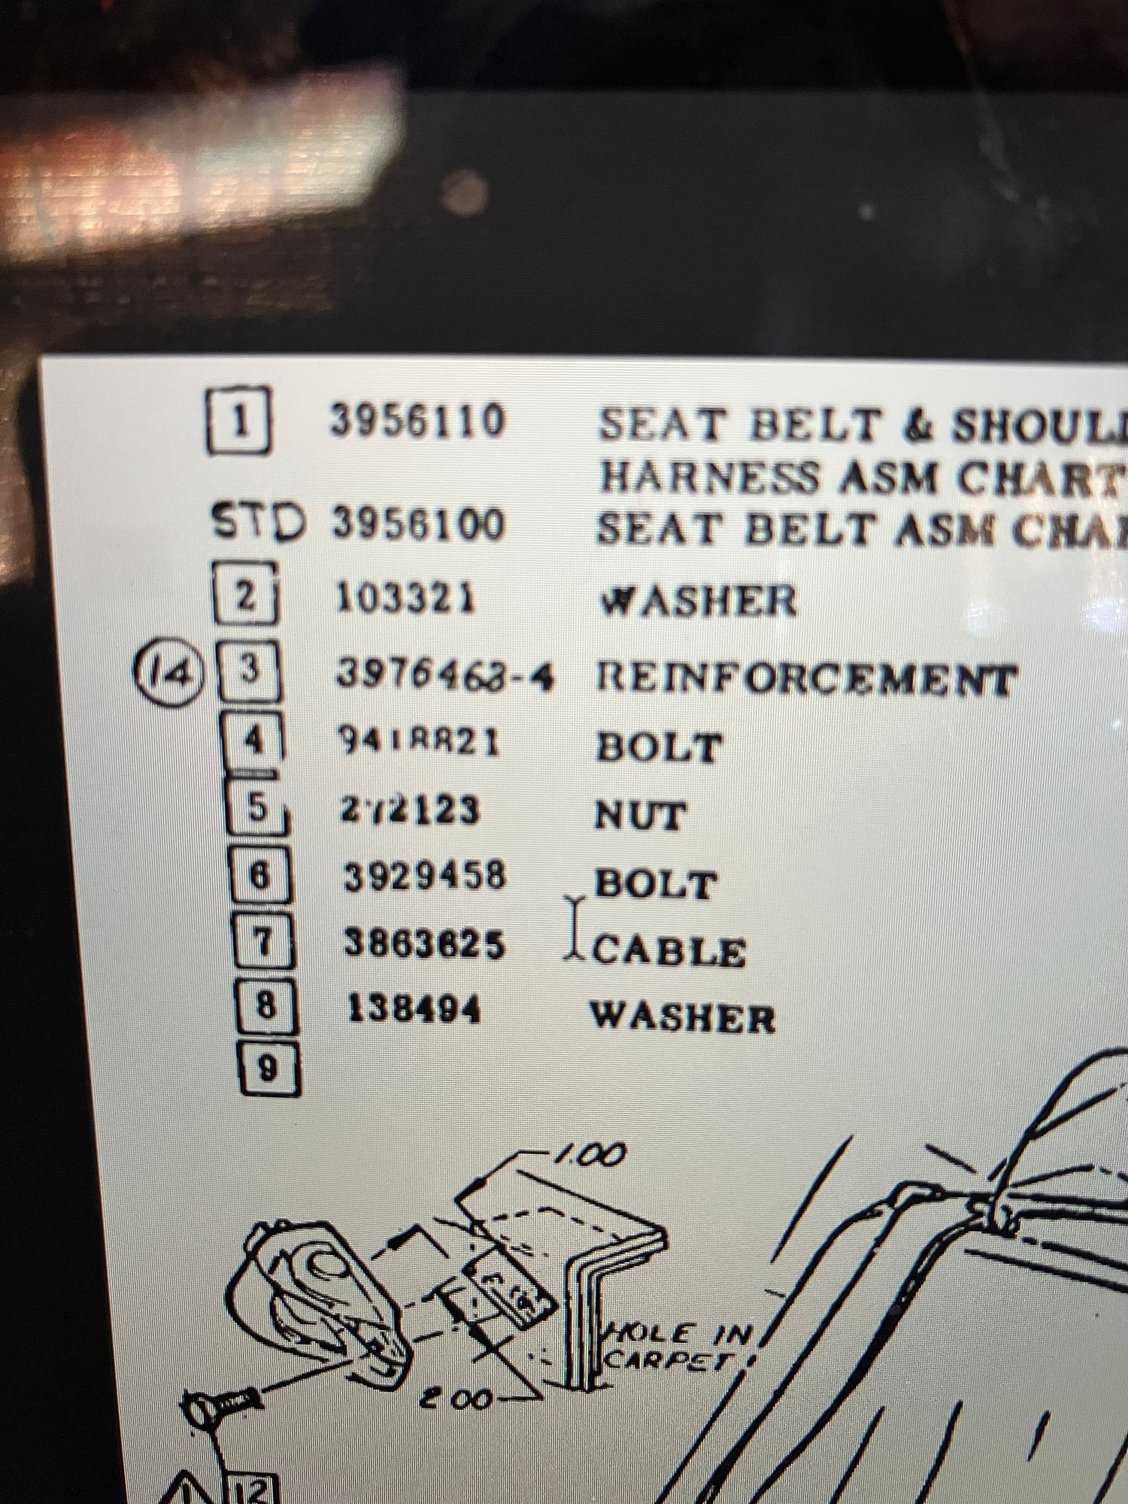 1 3956110 SEAT BELT & SHOUL
HARNESS ASM CHART
STD 3956100 SEAT BELT ASM CHA
2 103321 WASHER
14 3 3976463-4 REINFORCEMENT
4 9418821 BOLT
5 272123 NUT
6 3929458 BOLT
7 3863625 CABLE
8 138494 WASHER
9
1.00
HOLE IN
CARPET
2 00
12